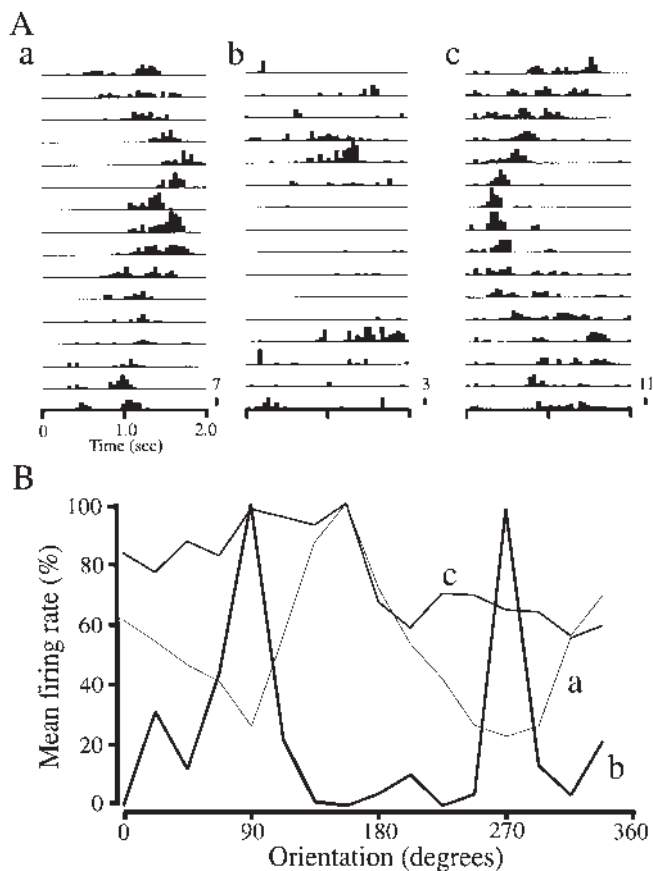 A
a b c
7 3 11
0 1.0 2.0
Time (sec)
B
100
80
60
40
20
0
Mean firing rate (%)
c
a
b
0 90 180 270 360
Orientation (degrees)